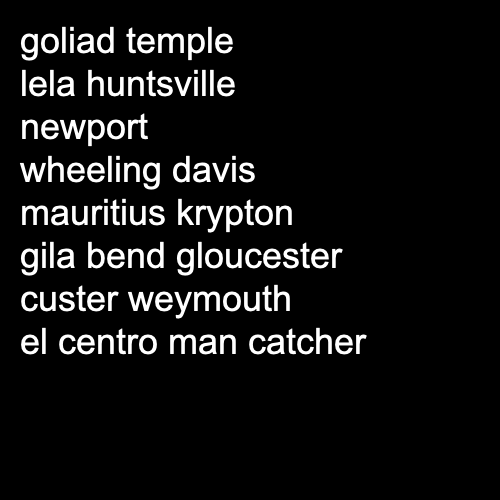 goliad temple
lela huntsville
newport
wheeling davis
mauritius krypton
gila bend gloucester
custer weymouth
el centro man catcher